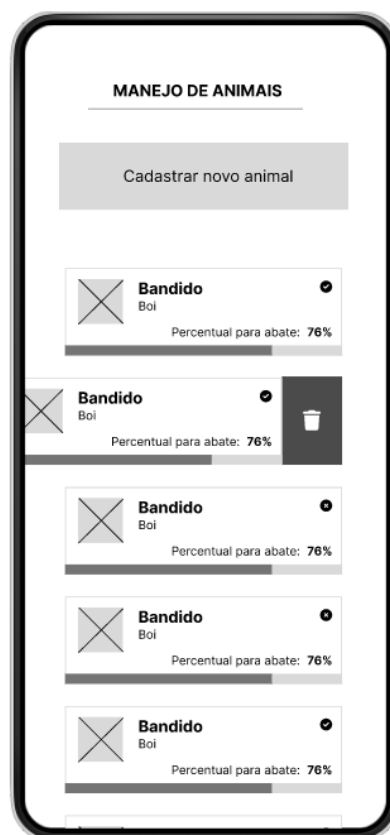 MANEJO DE ANIMAIS
Cadastrar novo animal
Bandido
Boi
Percentual para abate: 76%
Bandido
Boi
Percentual para abate: 76%
Bandido
Boi
Percentual para abate: 76%
Bandido
Boi
Percentual para abate: 76%
Bandido
Boi
Percentual para abate: 76%